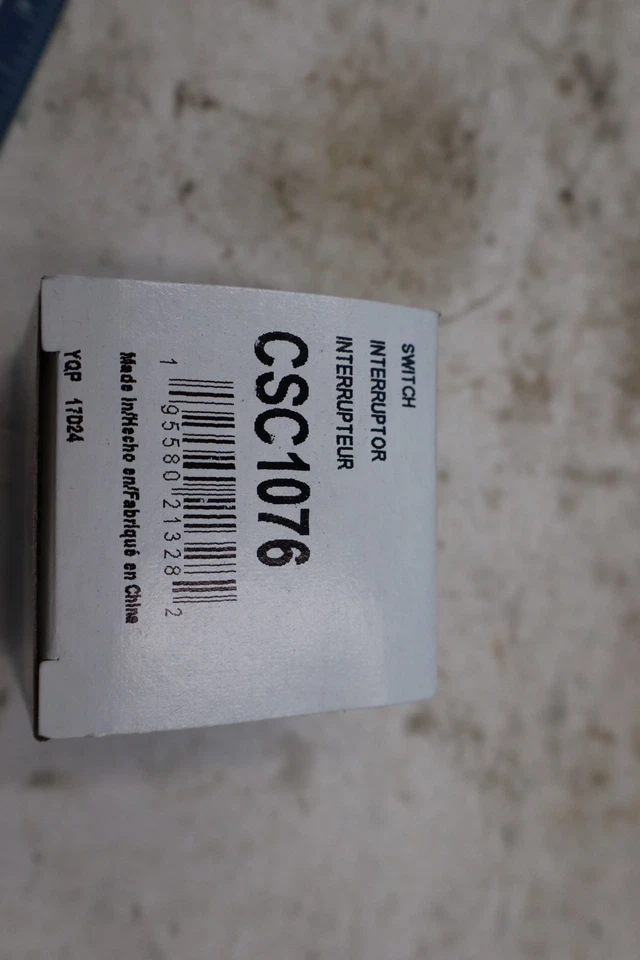 SWITCH
INTERRUPTOR
INTERRUPTEUR
CSC1076
1 95580 21328 2
Made in/Hecho en/Fabriqué en China
YQP 17D24